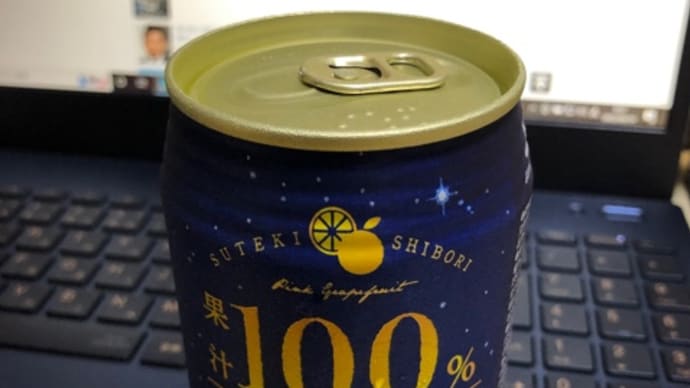 SUTEKI SHIBORI
Pink Grapefruit
果汁
100%